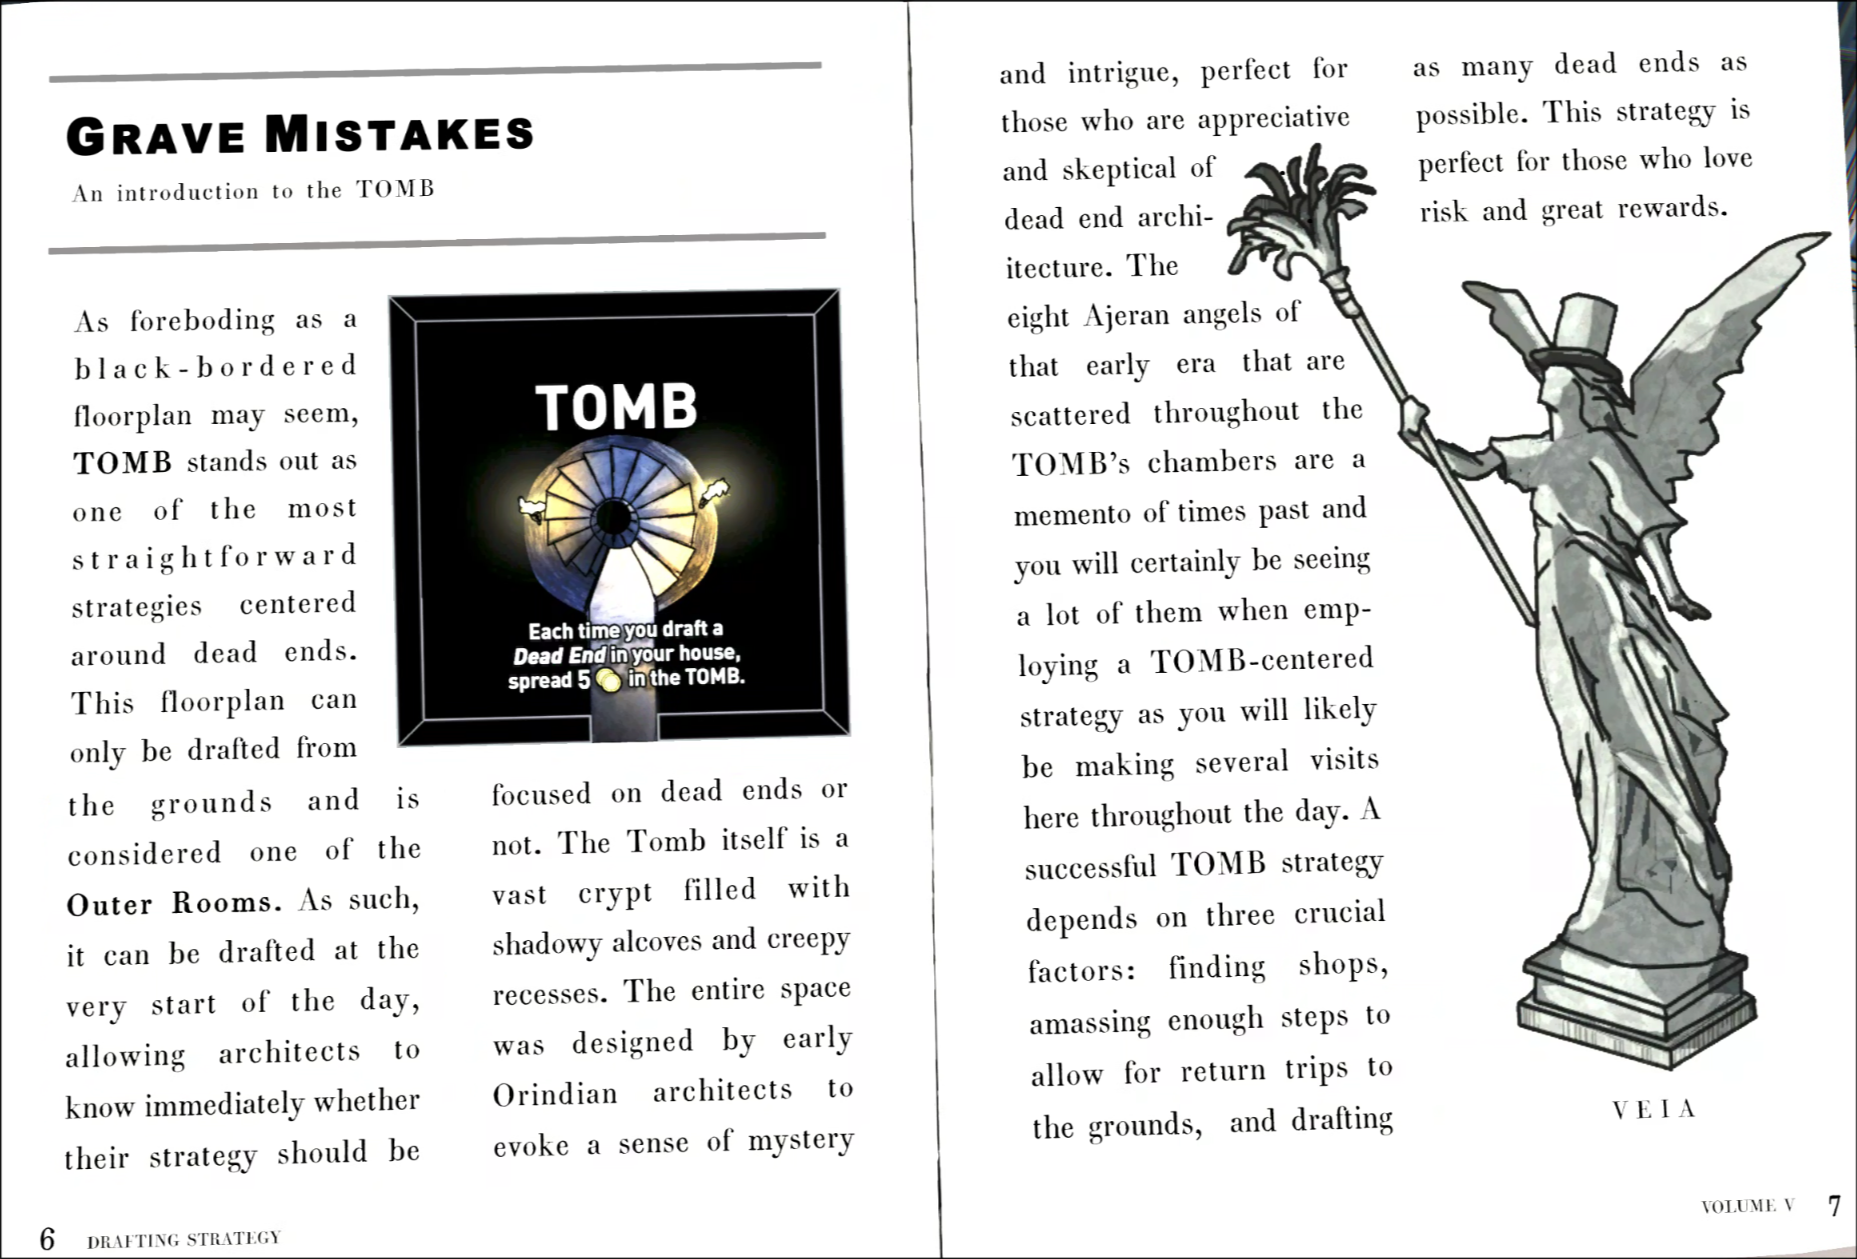 GRAVE MISTAKES
An introduction to the TOMB
As foreboding as a
black-bordered
floorplan may seem,
TOMB stands out as
one of the most
straightforward
strategies centered
around dead ends.
This floorplan can
only be drafted from
the grounds and is
considered one of the
Outer Rooms. As such,
it can be drafted at the
very start of the day,
allowing architects to
know immediately whether
their strategy should be
TOMB
Each time you draft a
Dead End in your house,
spread 5 in the TOMB.
focused on dead ends or
not. The Tomb itself is a
vast crypt filled with
shadowy alcoves and creepy
recesses. The entire space
was designed by early
Orindian architects to
evoke a sense of mystery
6 DRAFTING STRATEGY
and intrigue, perfect for
those who are appreciative
and skeptical of
dead end archi-
itecture. The
eight Ajeran angels of
that early era that are
scattered throughout the
TOMB's chambers are a
memento of times past and
you will certainly be seeing
a lot of them when emp-
loying a TOMB-centered
strategy as you will likely
be making several visits
here throughout the day. A
successful TOMB strategy
depends on three crucial
factors: finding shops,
amassing enough steps to
allow for return trips to
the grounds, and drafting
as many dead ends as
possible. This strategy is
perfect for those who love
risk and great rewards.
VEIA
VOLUME V 7